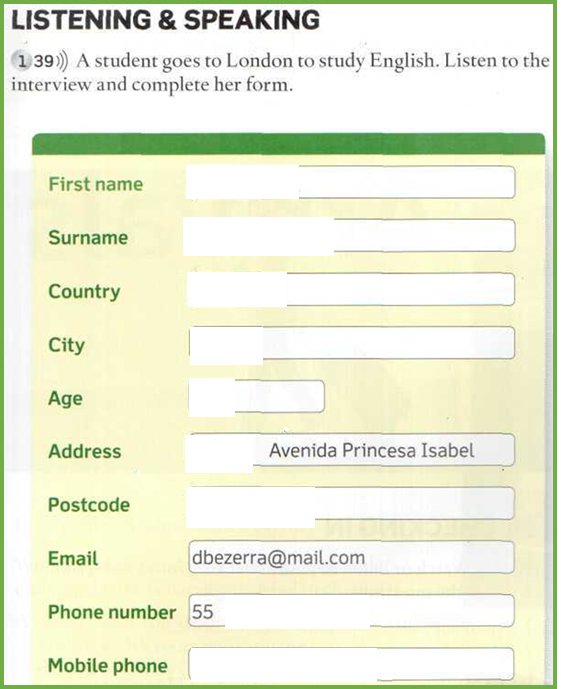 LISTENING & SPEAKING
1 39 A student goes to London to study English. Listen to the
interview and complete her form.
First name
Surname
Country
City
Age
Address Avenida Princesa Isabel
Postcode
Email dbezerra@mail.com
Phone number 55
Mobile phone